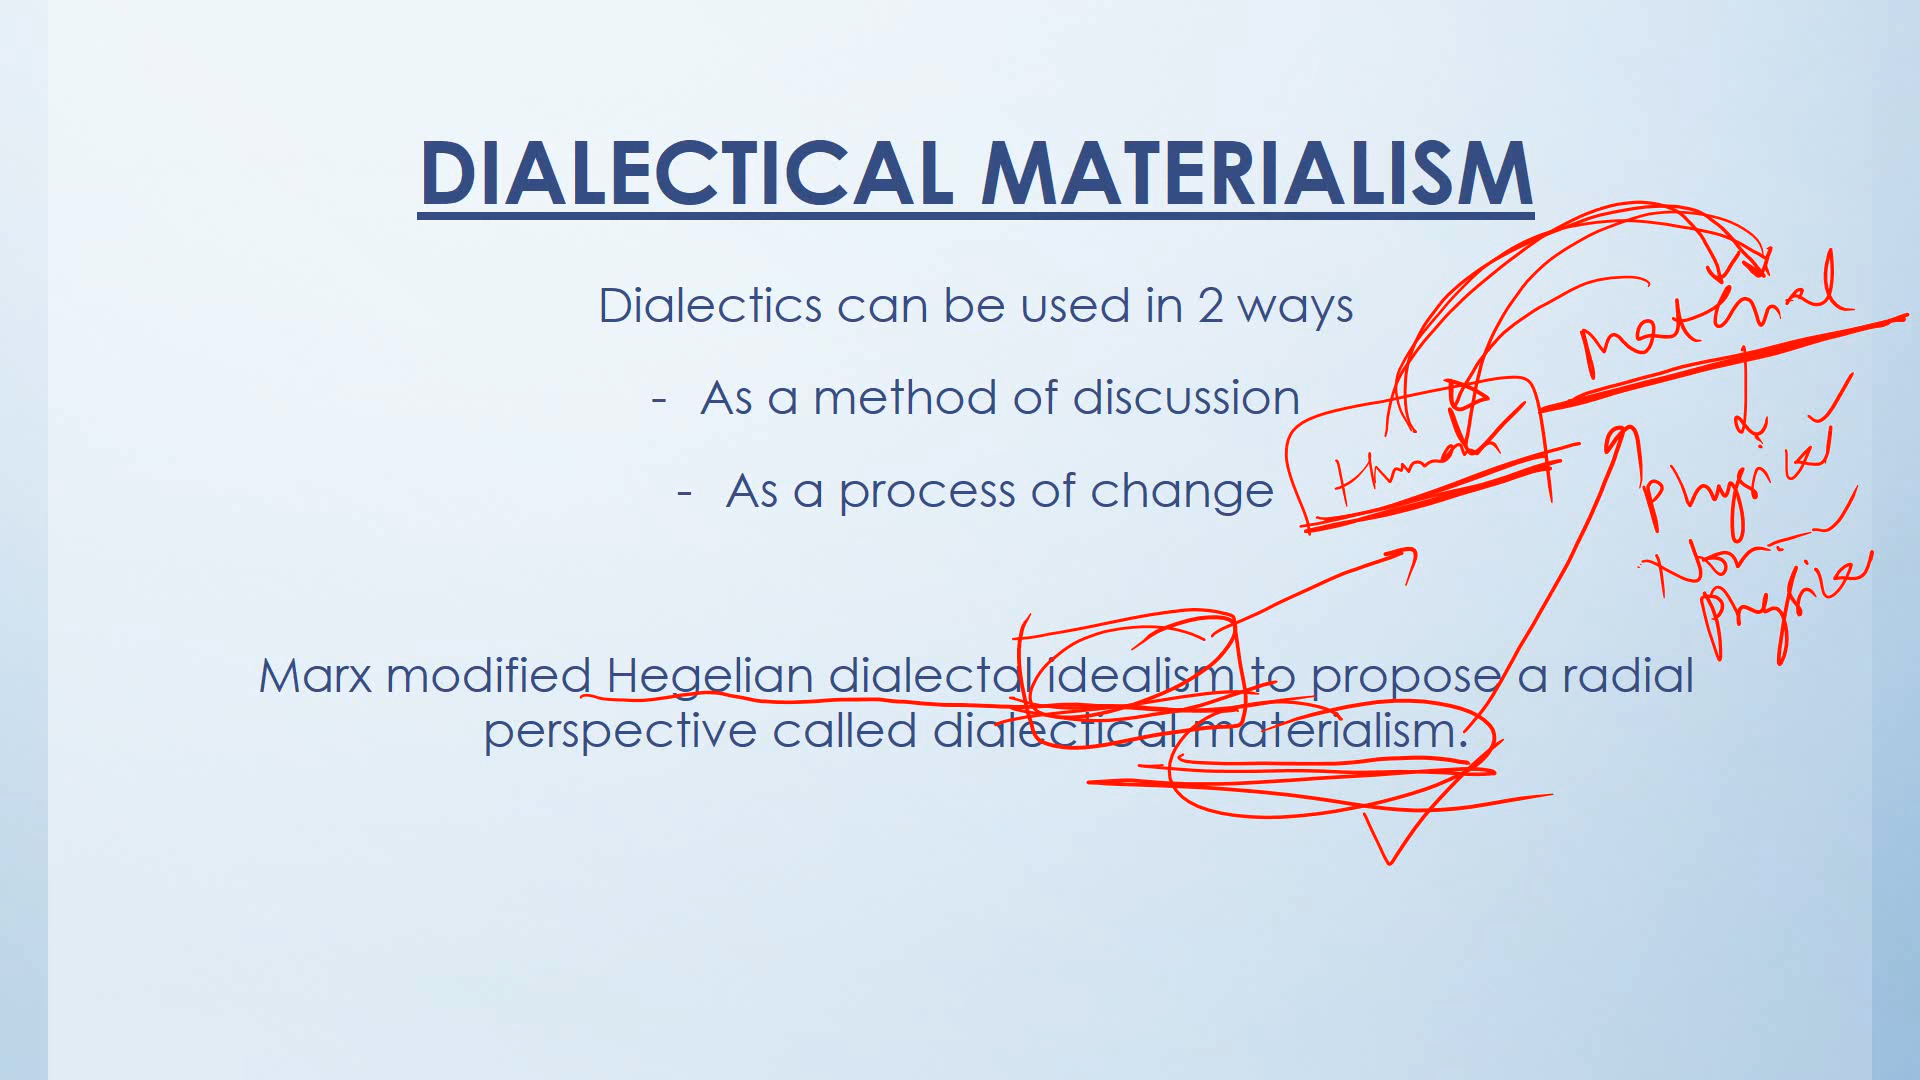 DIALECTICAL MATERIALISM
Dialectics can be used in 2 ways
- As a method of discussion
- As a process of change
Marx modified Hegelian dialectal idealism to propose a radial
perspective called dialectical materialism.
Human
material
Physical
Non-
physical